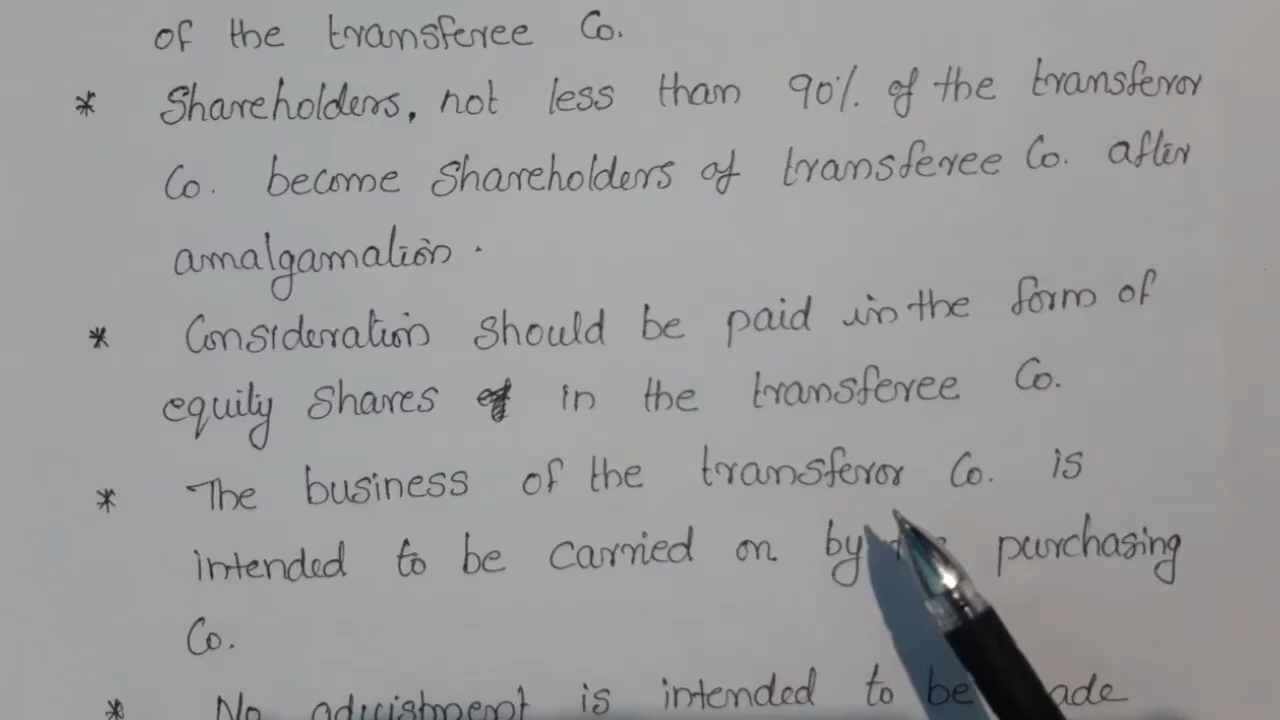 of the transferee Co.
* Shareholders, not less than 90% of the transferor
Co. become Shareholders of transferee Co. after
amalgamation.
* Consideration should be paid in the form of
equity shares in the transferee Co.
* The business of the transferor Co. is
intended to be carried on by purchasing
Co.
* No adjustment is intended to be